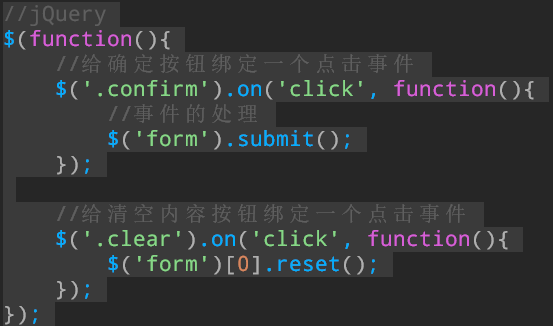 //jQuery
$(function(){
    //给确定按钮绑定一个点击事件
    $('.confirm').on('click', function(){
        //事件的处理
        $('form').submit();
    });

    //给清空内容按钮绑定一个点击事件
    $('.clear').on('click', function(){
        $('form')[0].reset();
    });
});